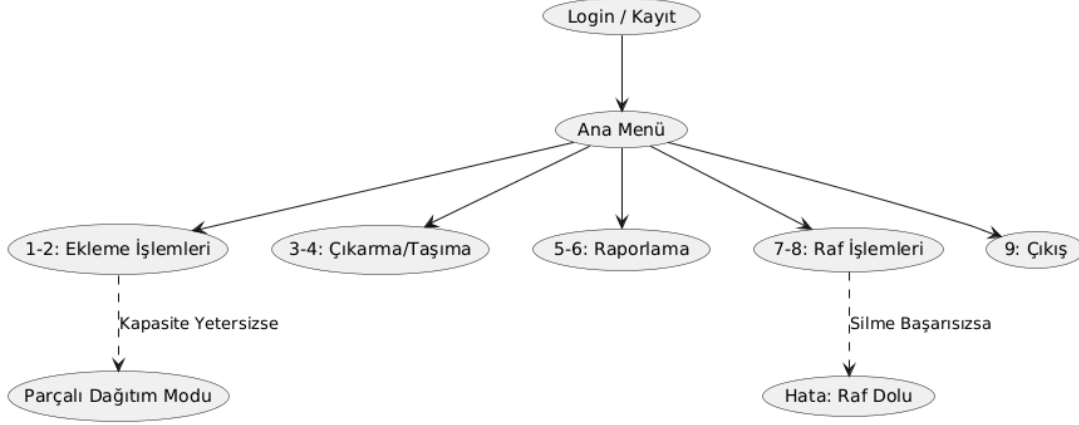 Login / Kayıt
Ana Menü
1-2: Ekleme İşlemleri
3-4: Çıkarma/Taşıma
5-6: Raporlama
7-8: Raf İşlemleri
9: Çıkış
Kapasite Yetersizse
Silme Başarısızsa
Parçalı Dağıtım Modu
Hata: Raf Dolu